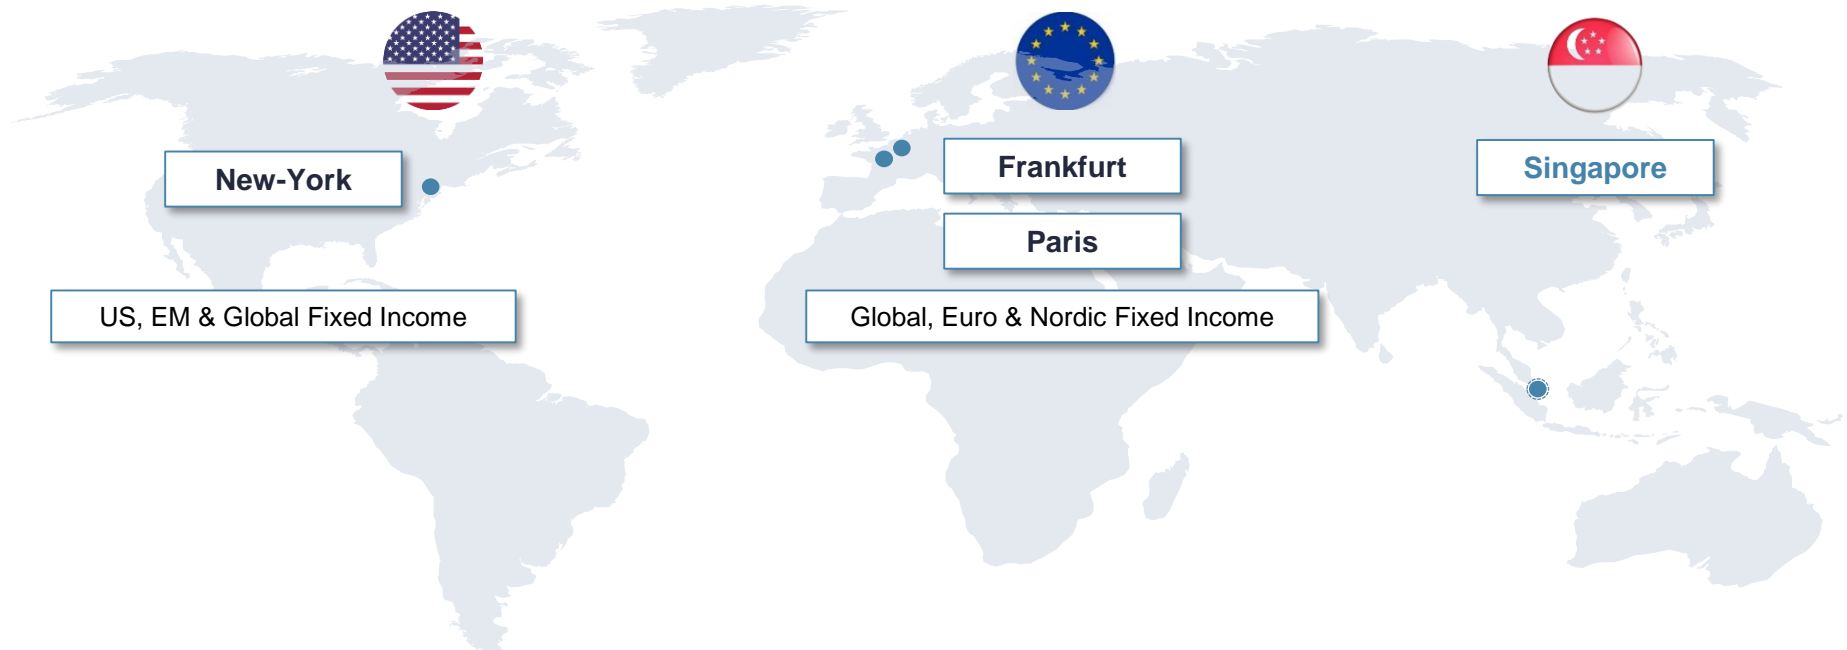 New-York
Frankfurt
Singapore
Paris
US, EM & Global Fixed Income
Global, Euro & Nordic Fixed Income